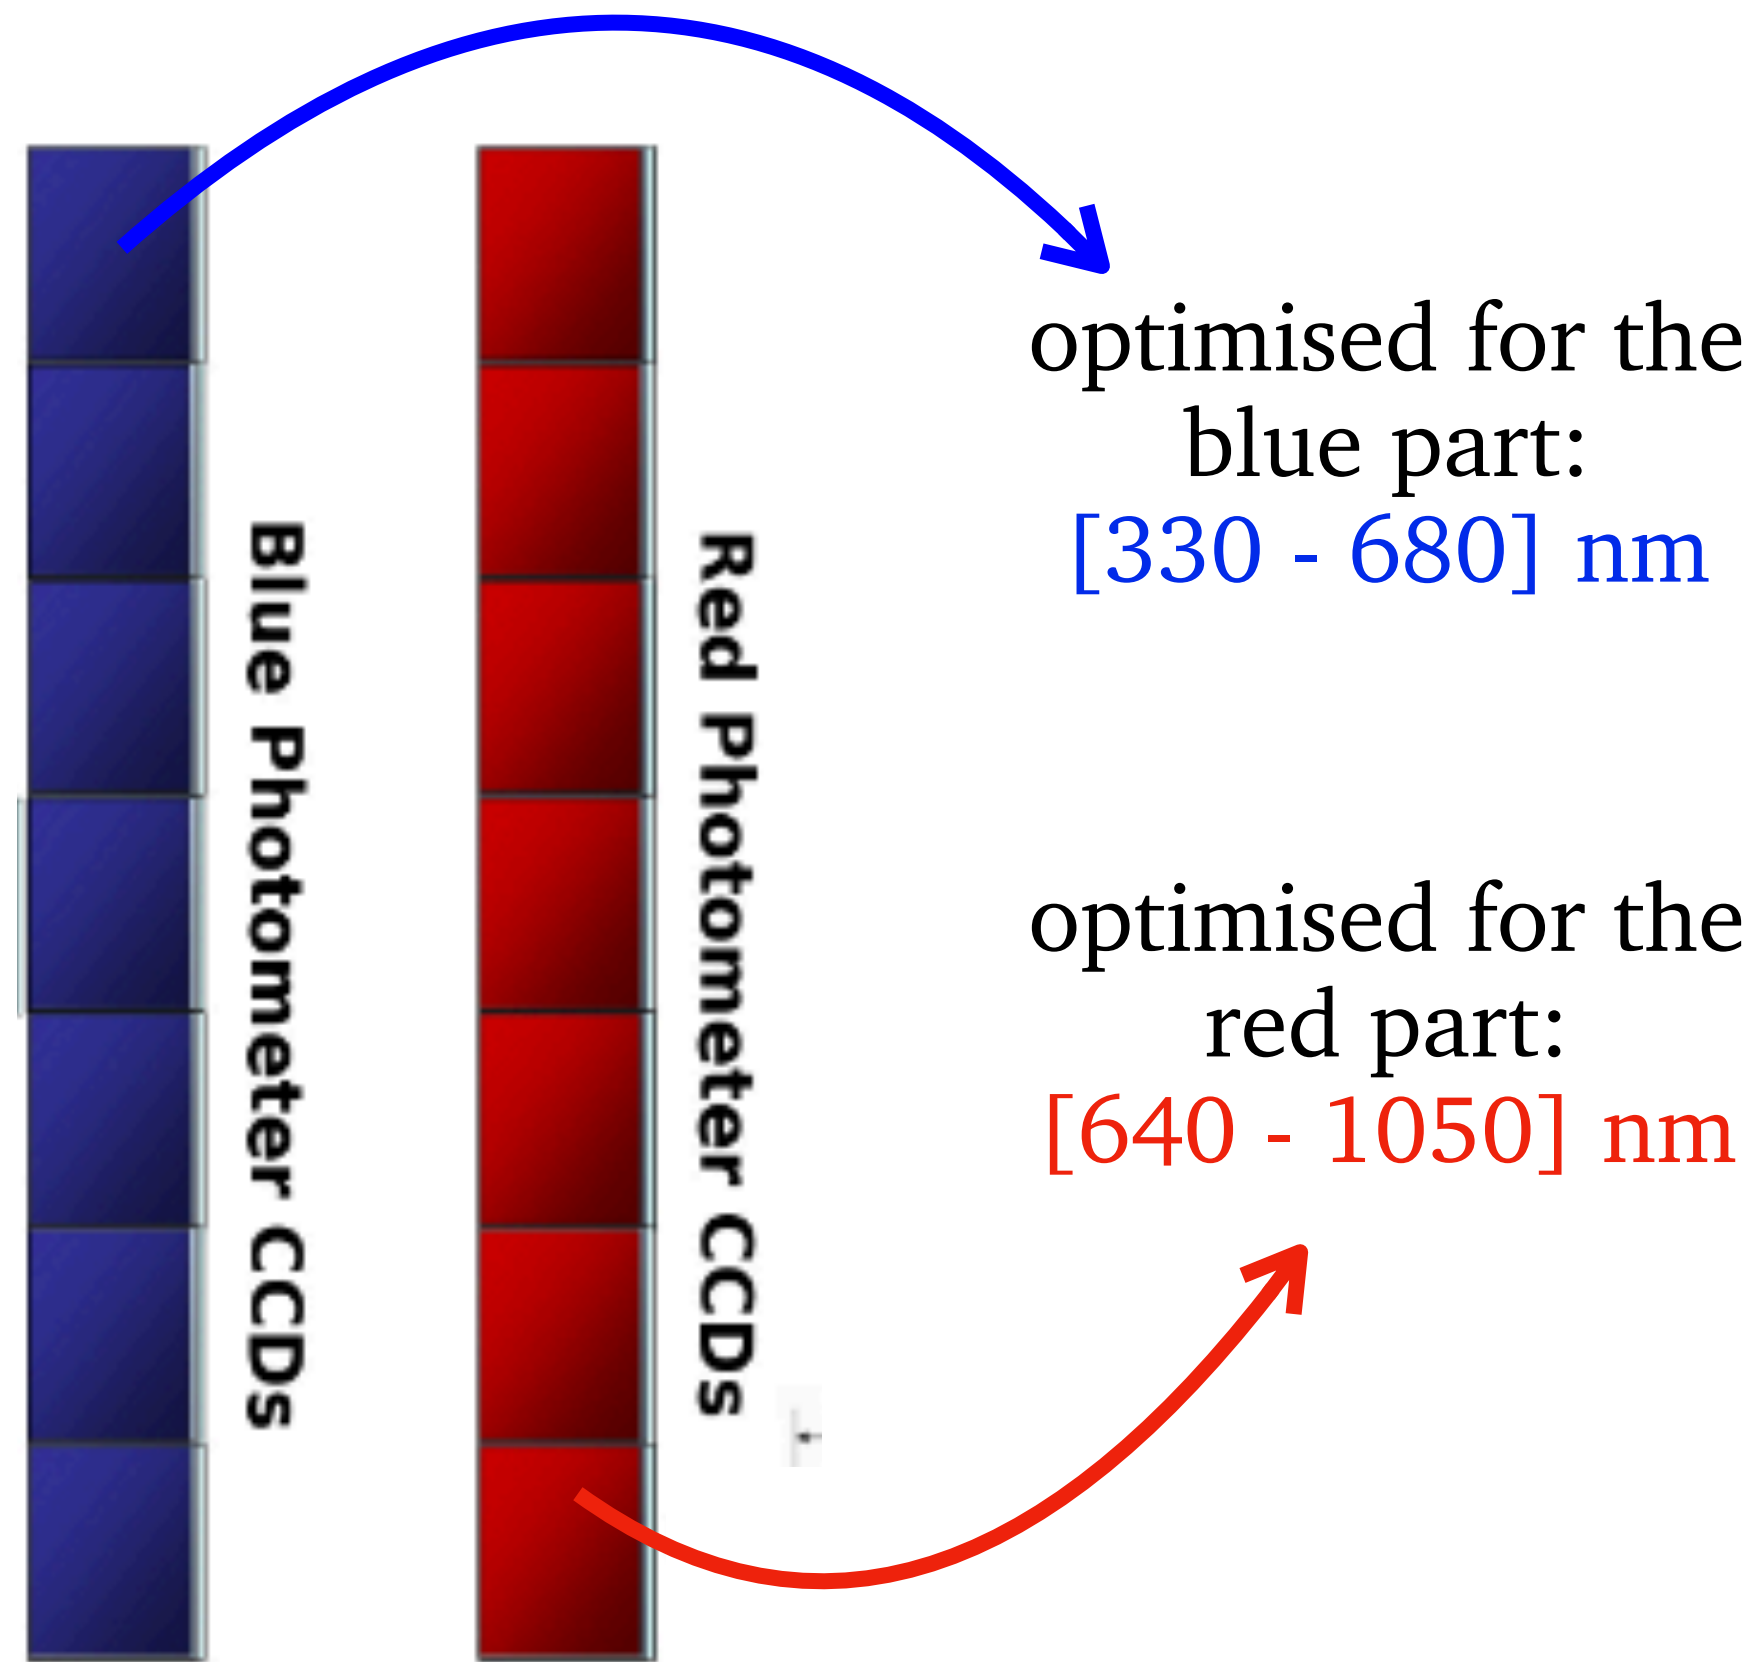 Blue Photometer CCDs
Red Photometer CCDs
optimised for the
blue part:
[330 - 680] nm
optimised for the
red part:
[640 - 1050] nm